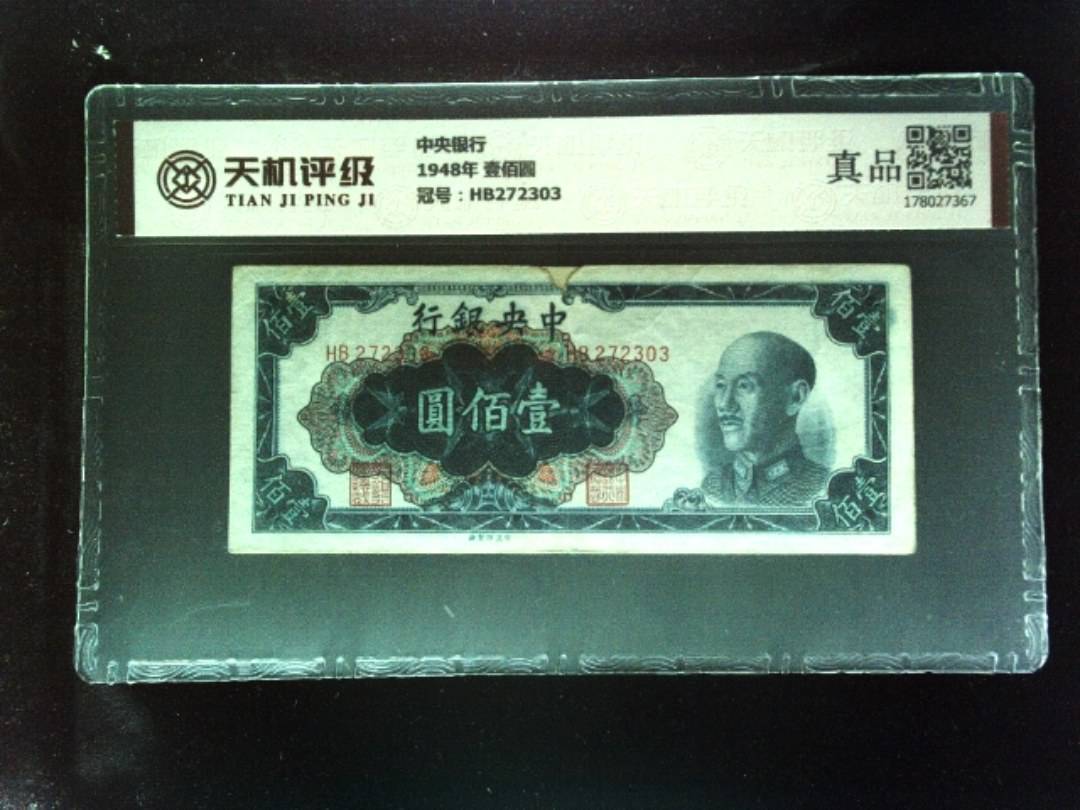 天机评级
TIAN JI PING JI
中央银行
1948年 壹佰圆
冠号：HB272303
真品
178027367
行銀央中
HB 272303
圓佰壹
佰壹
佰壹
佰壹
佰壹